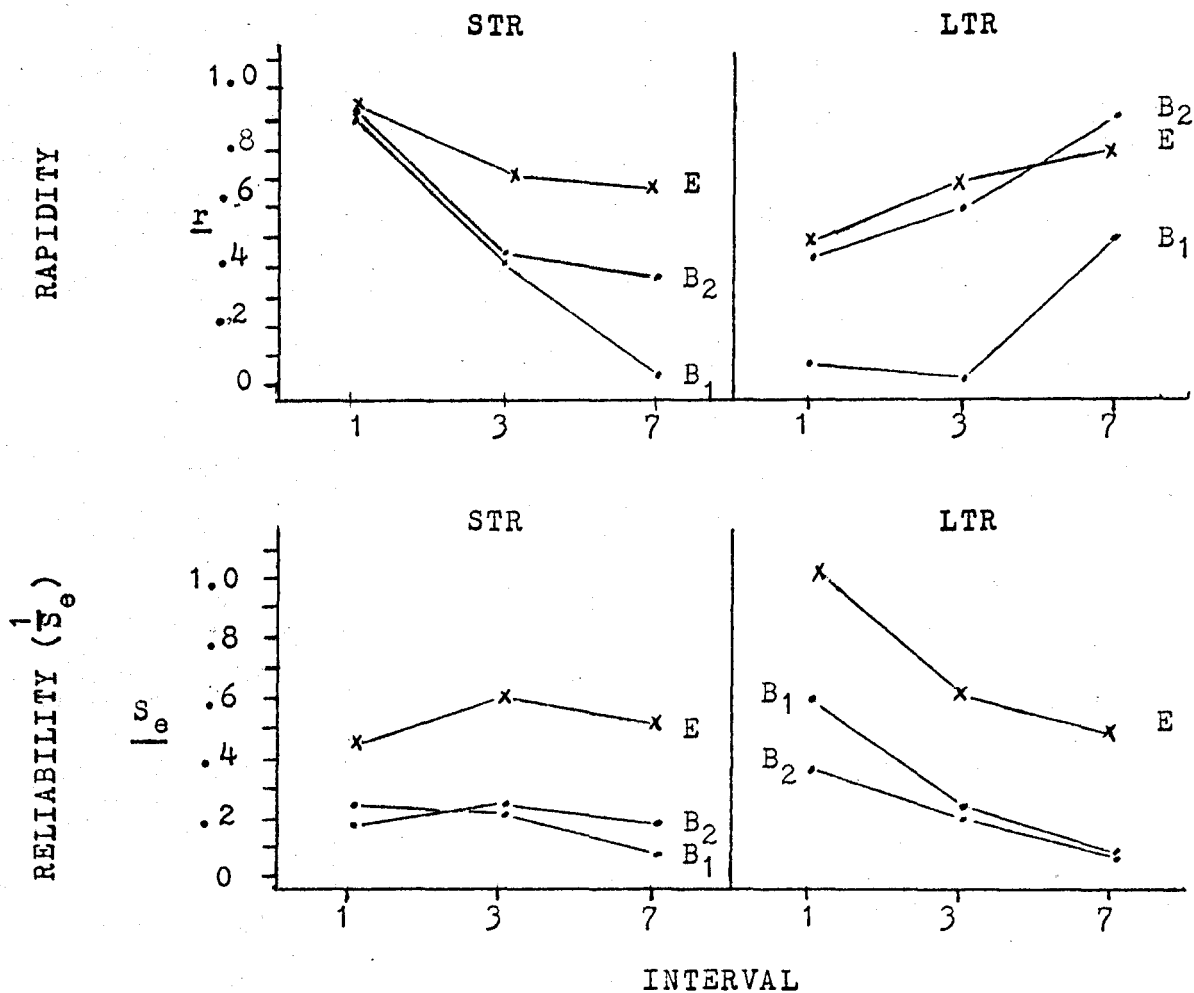 STR LTR
RAPIDITY
r
1.0
.8
.6
.4
.2
0
E
B2
B1
B2
E
B1
1 3 7 1 3 7
STR LTR
RELIABILITY (1/Sₑ)
Sₑ
1.0
.8
.6
.4
.2
0
E
B2
B1
B1
B2
E
1 3 7 1 3 7
INTERVAL